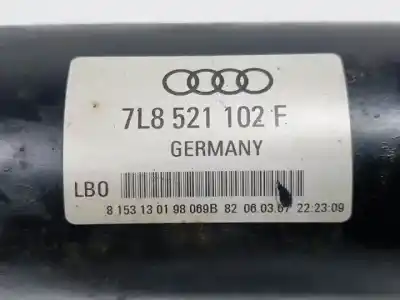 7L8 521 102 F
GERMANY
LBO
8 153 13 01 98 069B 82 06.03.07 22:23:09